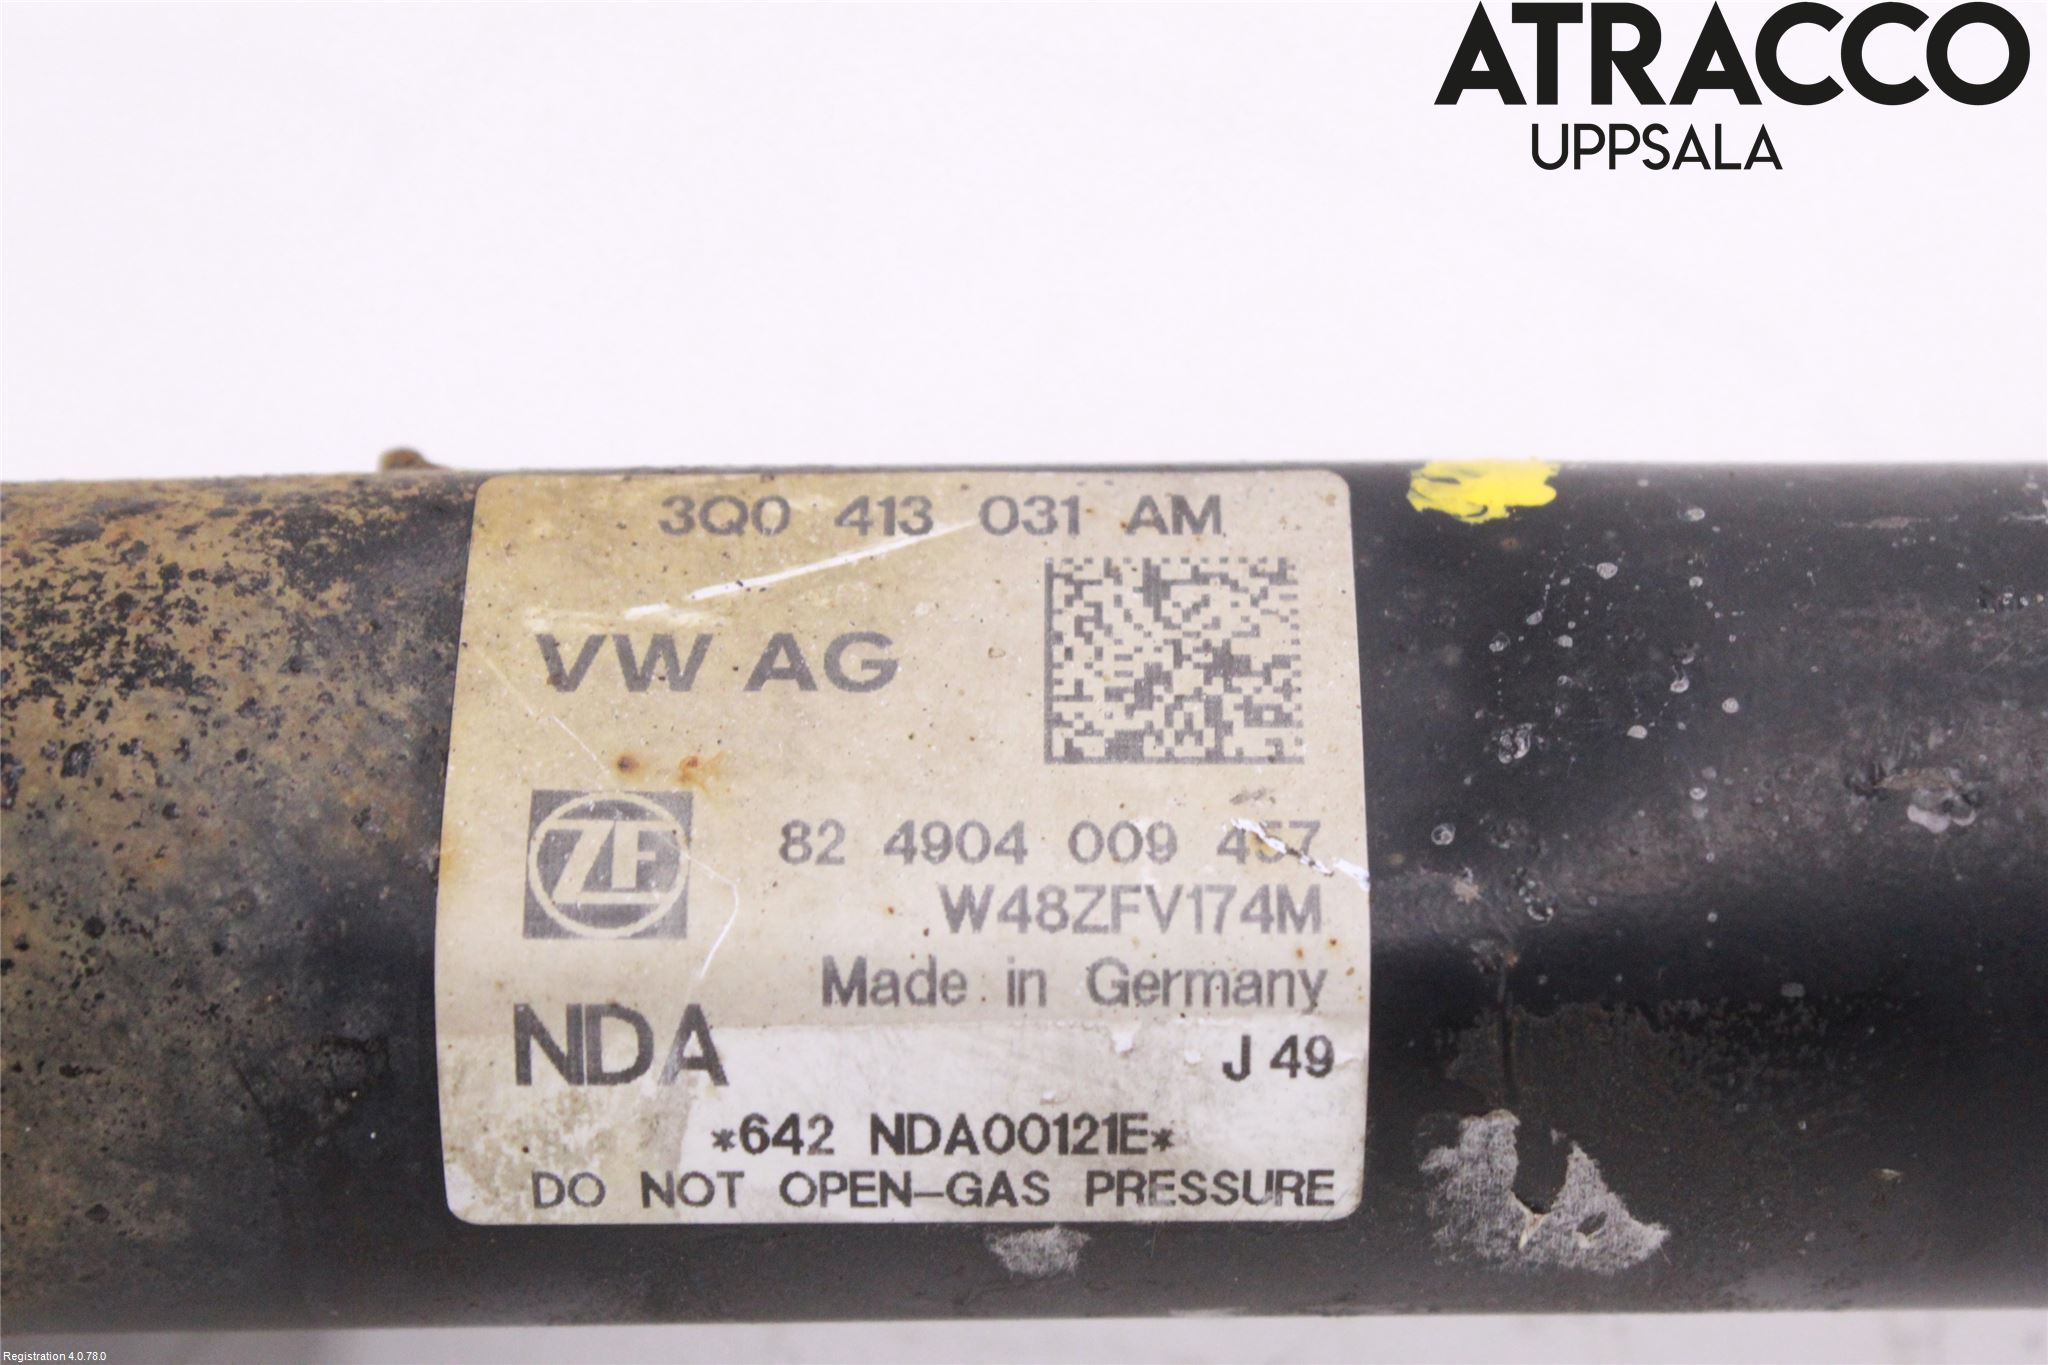 ATRACCO
UPPSALA
3Q0 413 031 AM
VW AG
ZF
82 4904 009 457
W48ZFV174M
Made in Germany
NDA
J 49
*642 NDA00121E*
DO NOT OPEN-GAS PRESSURE
Registration 4.0.78.0